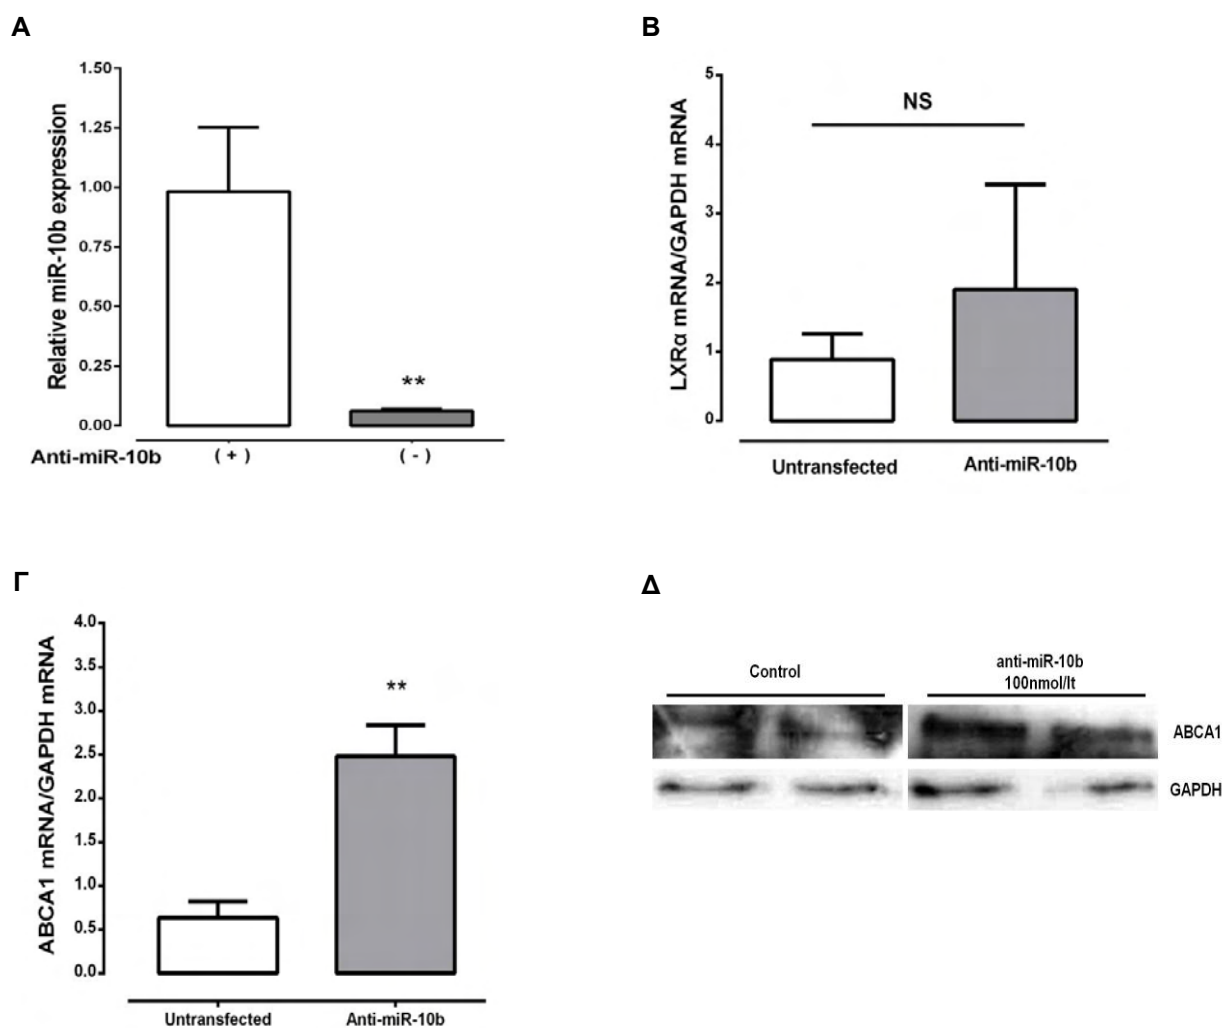 A
1.50
1.25
1.00
0.75
0.50
0.25
0.00
Relative miR-10b expression
**
Anti-miR-10b ( + ) ( - )
B
5
4
3
2
1
0
LXRα mRNA/GAPDH mRNA
NS
Untransfected Anti-miR-10b
Γ
4.0
3.5
3.0
2.5
2.0
1.5
1.0
0.5
0.0
ABCA1 mRNA/GAPDH mRNA
**
Untransfected Anti-miR-10b
Δ
Control
anti-miR-10b
100nmol/lt
ABCA1
GAPDH